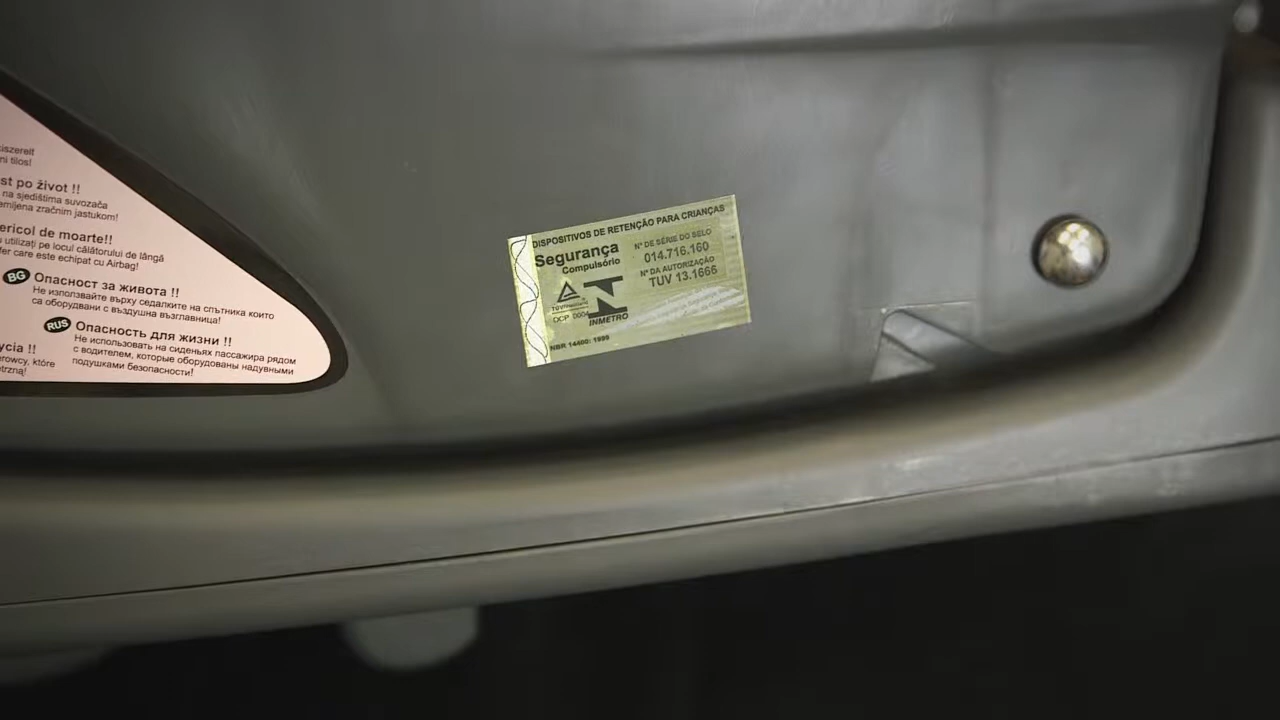 ni tilos!
st po život !!
na sjedištima suvozača
zračnim jastukom!
ericol de moarte!!
utilizați pe locul călătorului de lângă
fer care este echipat cu Airbag!
BG Опасност за живота !!
Не използвайте върху седалките на спътника които
са оборудвани с въздушна възглавница!
RUS Опасность для жизни !!
Не использовать на сиденьях пассажира рядом
с водителем, которые оборудованы надувными
подушками безопасности!
ycia !!
erowcy, które
DISPOSITIVOS DE RETENÇÃO PARA CRIANÇAS
Segurança
Compulsório
Nº DE SÉRIE DO SELO
014.716.160
Nº DA AUTORIZAÇÃO
TUV 13.1666
OCP 0004
INMETRO
NBR 14400: 1999